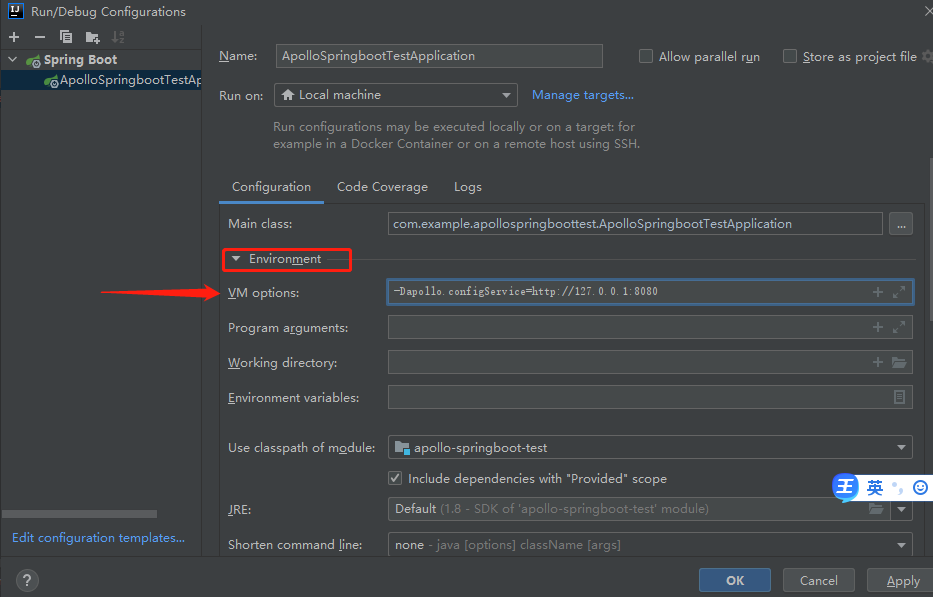 Run/Debug Configurations
Spring Boot
ApolloSpringbootTestAp
Name: ApolloSpringbootTestApplication Allow parallel run Store as project file
Run on: Local machine Manage targets...
Run configurations may be executed locally or on a target: for
example in a Docker Container or on a remote host using SSH.
Configuration Code Coverage Logs
Main class: com.example.apollospringboottest.ApolloSpringbootTestApplication ...
Environment
VM options: -Dapollo.configService=http://127.0.0.1:8080
Program arguments:
Working directory:
Environment variables:
Use classpath of module: apollo-springboot-test
Include dependencies with "Provided" scope
王 英 °,
JRE: Default (1.8 - SDK of 'apollo-springboot-test' module)
Edit configuration templates...
Shorten command line: none - java [options] className [args]
? OK Cancel Apply